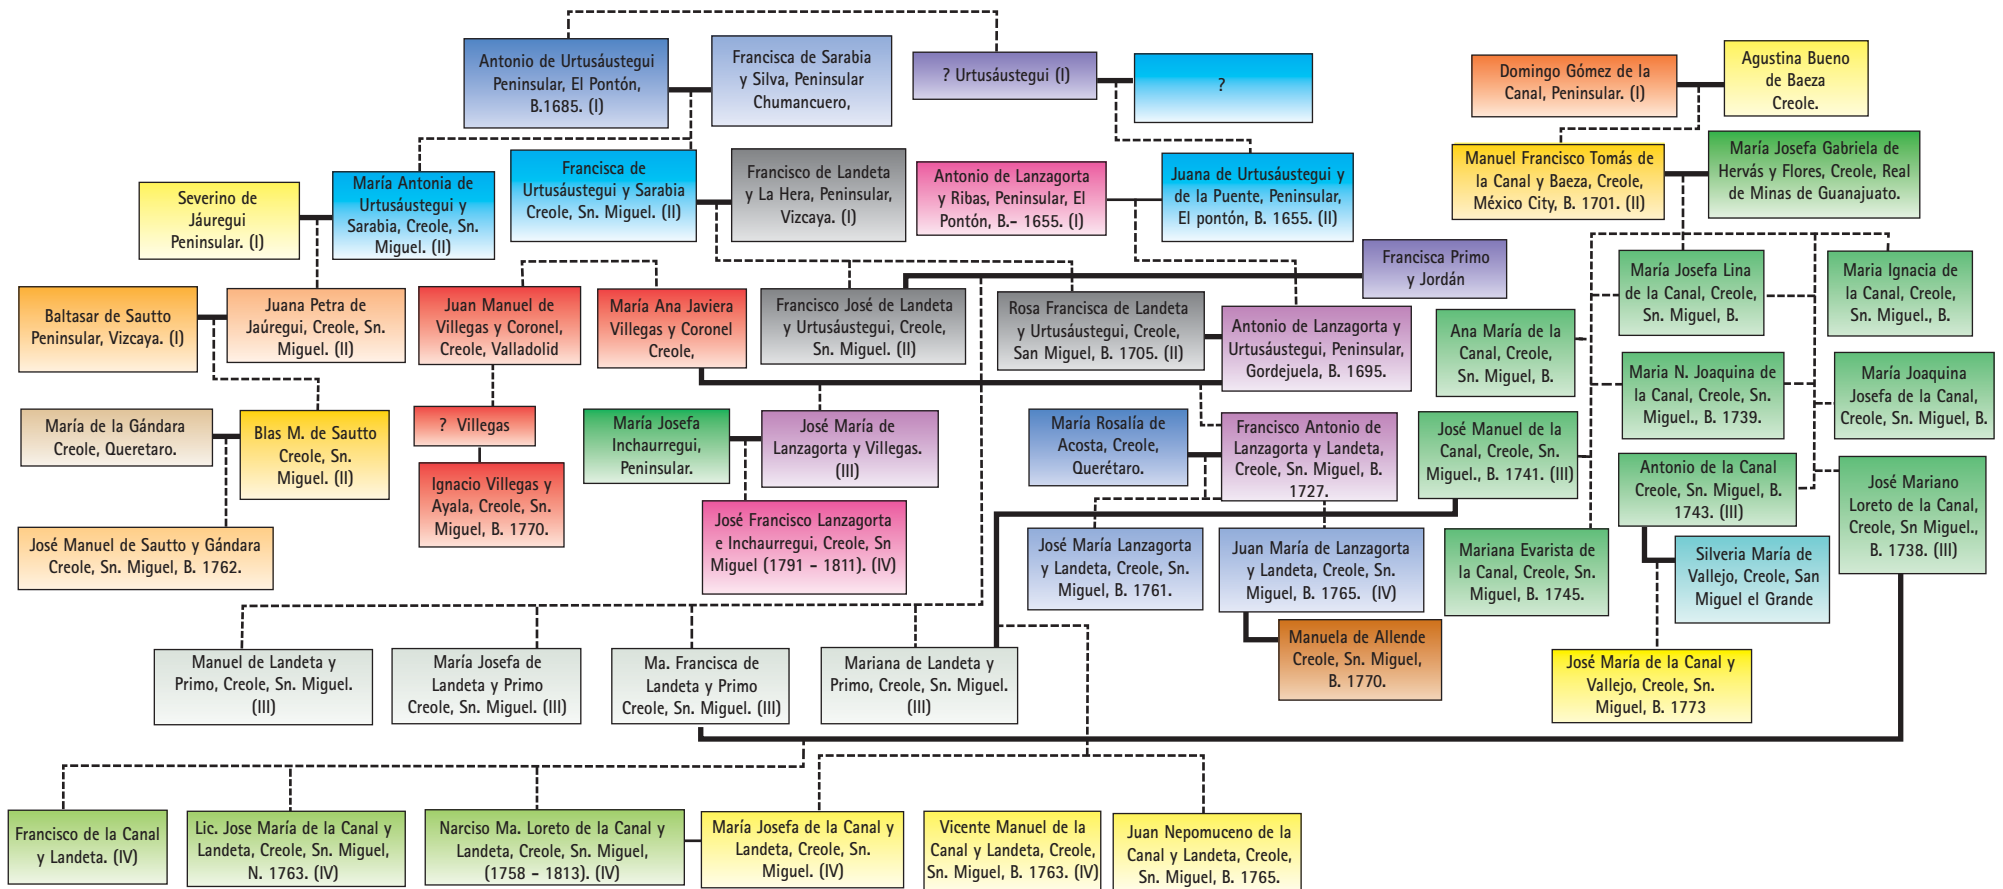 Antonio de Urtusáustegui
Peninsular, El Pontón,
B.1685. (I)
Francisca de Sarabia
y Silva, Peninsular
Chumancuero,
? Urtusáustegui (I)
?
Domingo Gómez de la
Canal, Peninsular. (I)
Agustina Bueno
de Baeza
Creole.
Severino de
Jáuregui
Peninsular. (I)
María Antonia de
Urtusáustegui y
Sarabia, Creole, Sn.
Miguel. (II)
Francisca de
Urtusáustegui y Sarabia
Creole, Sn. Miguel. (II)
Francisco de Landeta
y La Hera, Peninsular,
Vizcaya. (I)
Antonio de Lanzagorta
y Ribas, Peninsular, El
Pontón, B.- 1655. (I)
Juana de Urtusáustegui y
de la Puente, Peninsular,
El pontón, B. 1655. (II)
Manuel Francisco Tomás de
la Canal y Baeza, Creole,
México City, B. 1701. (II)
María Josefa Gabriela de
Hervás y Flores, Creole, Real
de Minas de Guanajuato.
Baltasar de Sautto
Peninsular, Vizcaya. (I)
Juana Petra de
Jaúregui, Creole, Sn.
Miguel. (II)
Juan Manuel de
Villegas y Coronel,
Creole, Valladolid
María Ana Javiera
Villegas y Coronel
Creole,
Francisco José de Landeta
y Urtusáustegui, Creole,
Sn. Miguel. (II)
Rosa Francisca de Landeta
y Urtusáustegui, Creole,
San Miguel, B. 1705. (II)
Antonio de Lanzagorta y
Urtusáustegui, Peninsular,
Gordejuela, B. 1695.
Francisca Primo
y Jordán
Ana María de la
Canal, Creole,
Sn. Miguel, B.
María Josefa Lina
de la Canal, Creole,
Sn. Miguel, B.
Maria Ignacia de
la Canal, Creole,
Sn. Miguel., B.
Maria N. Joaquina de
la Canal, Creole, Sn.
Miguel., B. 1739.
María Joaquina
Josefa de la Canal,
Creole, Sn. Miguel, B.
María de la Gándara
Creole, Queretaro.
Blas M. de Sautto
Creole, Sn.
Miguel. (II)
? Villegas
Ignacio Villegas y
Ayala, Creole, Sn.
Miguel, B. 1770.
María Josefa
Inchaurregui,
Peninsular.
José María de
Lanzagorta y Villegas.
(III)
María Rosalía de
Acosta, Creole,
Querétaro.
Francisco Antonio de
Lanzagorta y Landeta,
Creole, Sn. Miguel, B.
1727.
José Manuel de la
Canal, Creole, Sn.
Miguel., B. 1741. (III)
Antonio de la Canal
Creole, Sn. Miguel, B.
1743. (III)
José Mariano
Loreto de la Canal,
Creole, Sn Miguel.,
B. 1738. (III)
José Manuel de Sautto y Gándara
Creole, Sn. Miguel, B. 1762.
José Francisco Lanzagorta
e Inchaurregui, Creole, Sn
Miguel (1791 - 1811). (IV)
José María Lanzagorta
y Landeta, Creole, Sn.
Miguel, B. 1761.
Juan María de Lanzagorta
y Landeta, Creole, Sn.
Miguel, B. 1765. (IV)
Mariana Evarista de
la Canal, Creole, Sn.
Miguel, B. 1745.
Silveria María de
Vallejo, Creole, San
Miguel el Grande
Manuela de Allende
Creole, Sn. Miguel,
B. 1770.
José María de la Canal y
Vallejo, Creole, Sn.
Miguel, B. 1773
Manuel de Landeta y
Primo, Creole, Sn. Miguel.
(III)
María Josefa de
Landeta y Primo
Creole, Sn. Miguel. (III)
Ma. Francisca de
Landeta y Primo
Creole, Sn. Miguel. (III)
Mariana de Landeta y
Primo, Creole, Sn. Miguel.
(III)
Francisco de la Canal
y Landeta. (IV)
Lic. Jose María de la Canal y
Landeta, Creole, Sn. Miguel,
N. 1763. (IV)
Narciso Ma. Loreto de la Canal y
Landeta, Creole, Sn. Miguel,
(1758 - 1813). (IV)
María Josefa de la Canal y
Landeta, Creole, Sn.
Miguel. (IV)
Vicente Manuel de la
Canal y Landeta, Creole,
Sn. Miguel, B. 1763. (IV)
Juan Nepomuceno de la
Canal y Landeta, Creole,
Sn. Miguel, B. 1765.